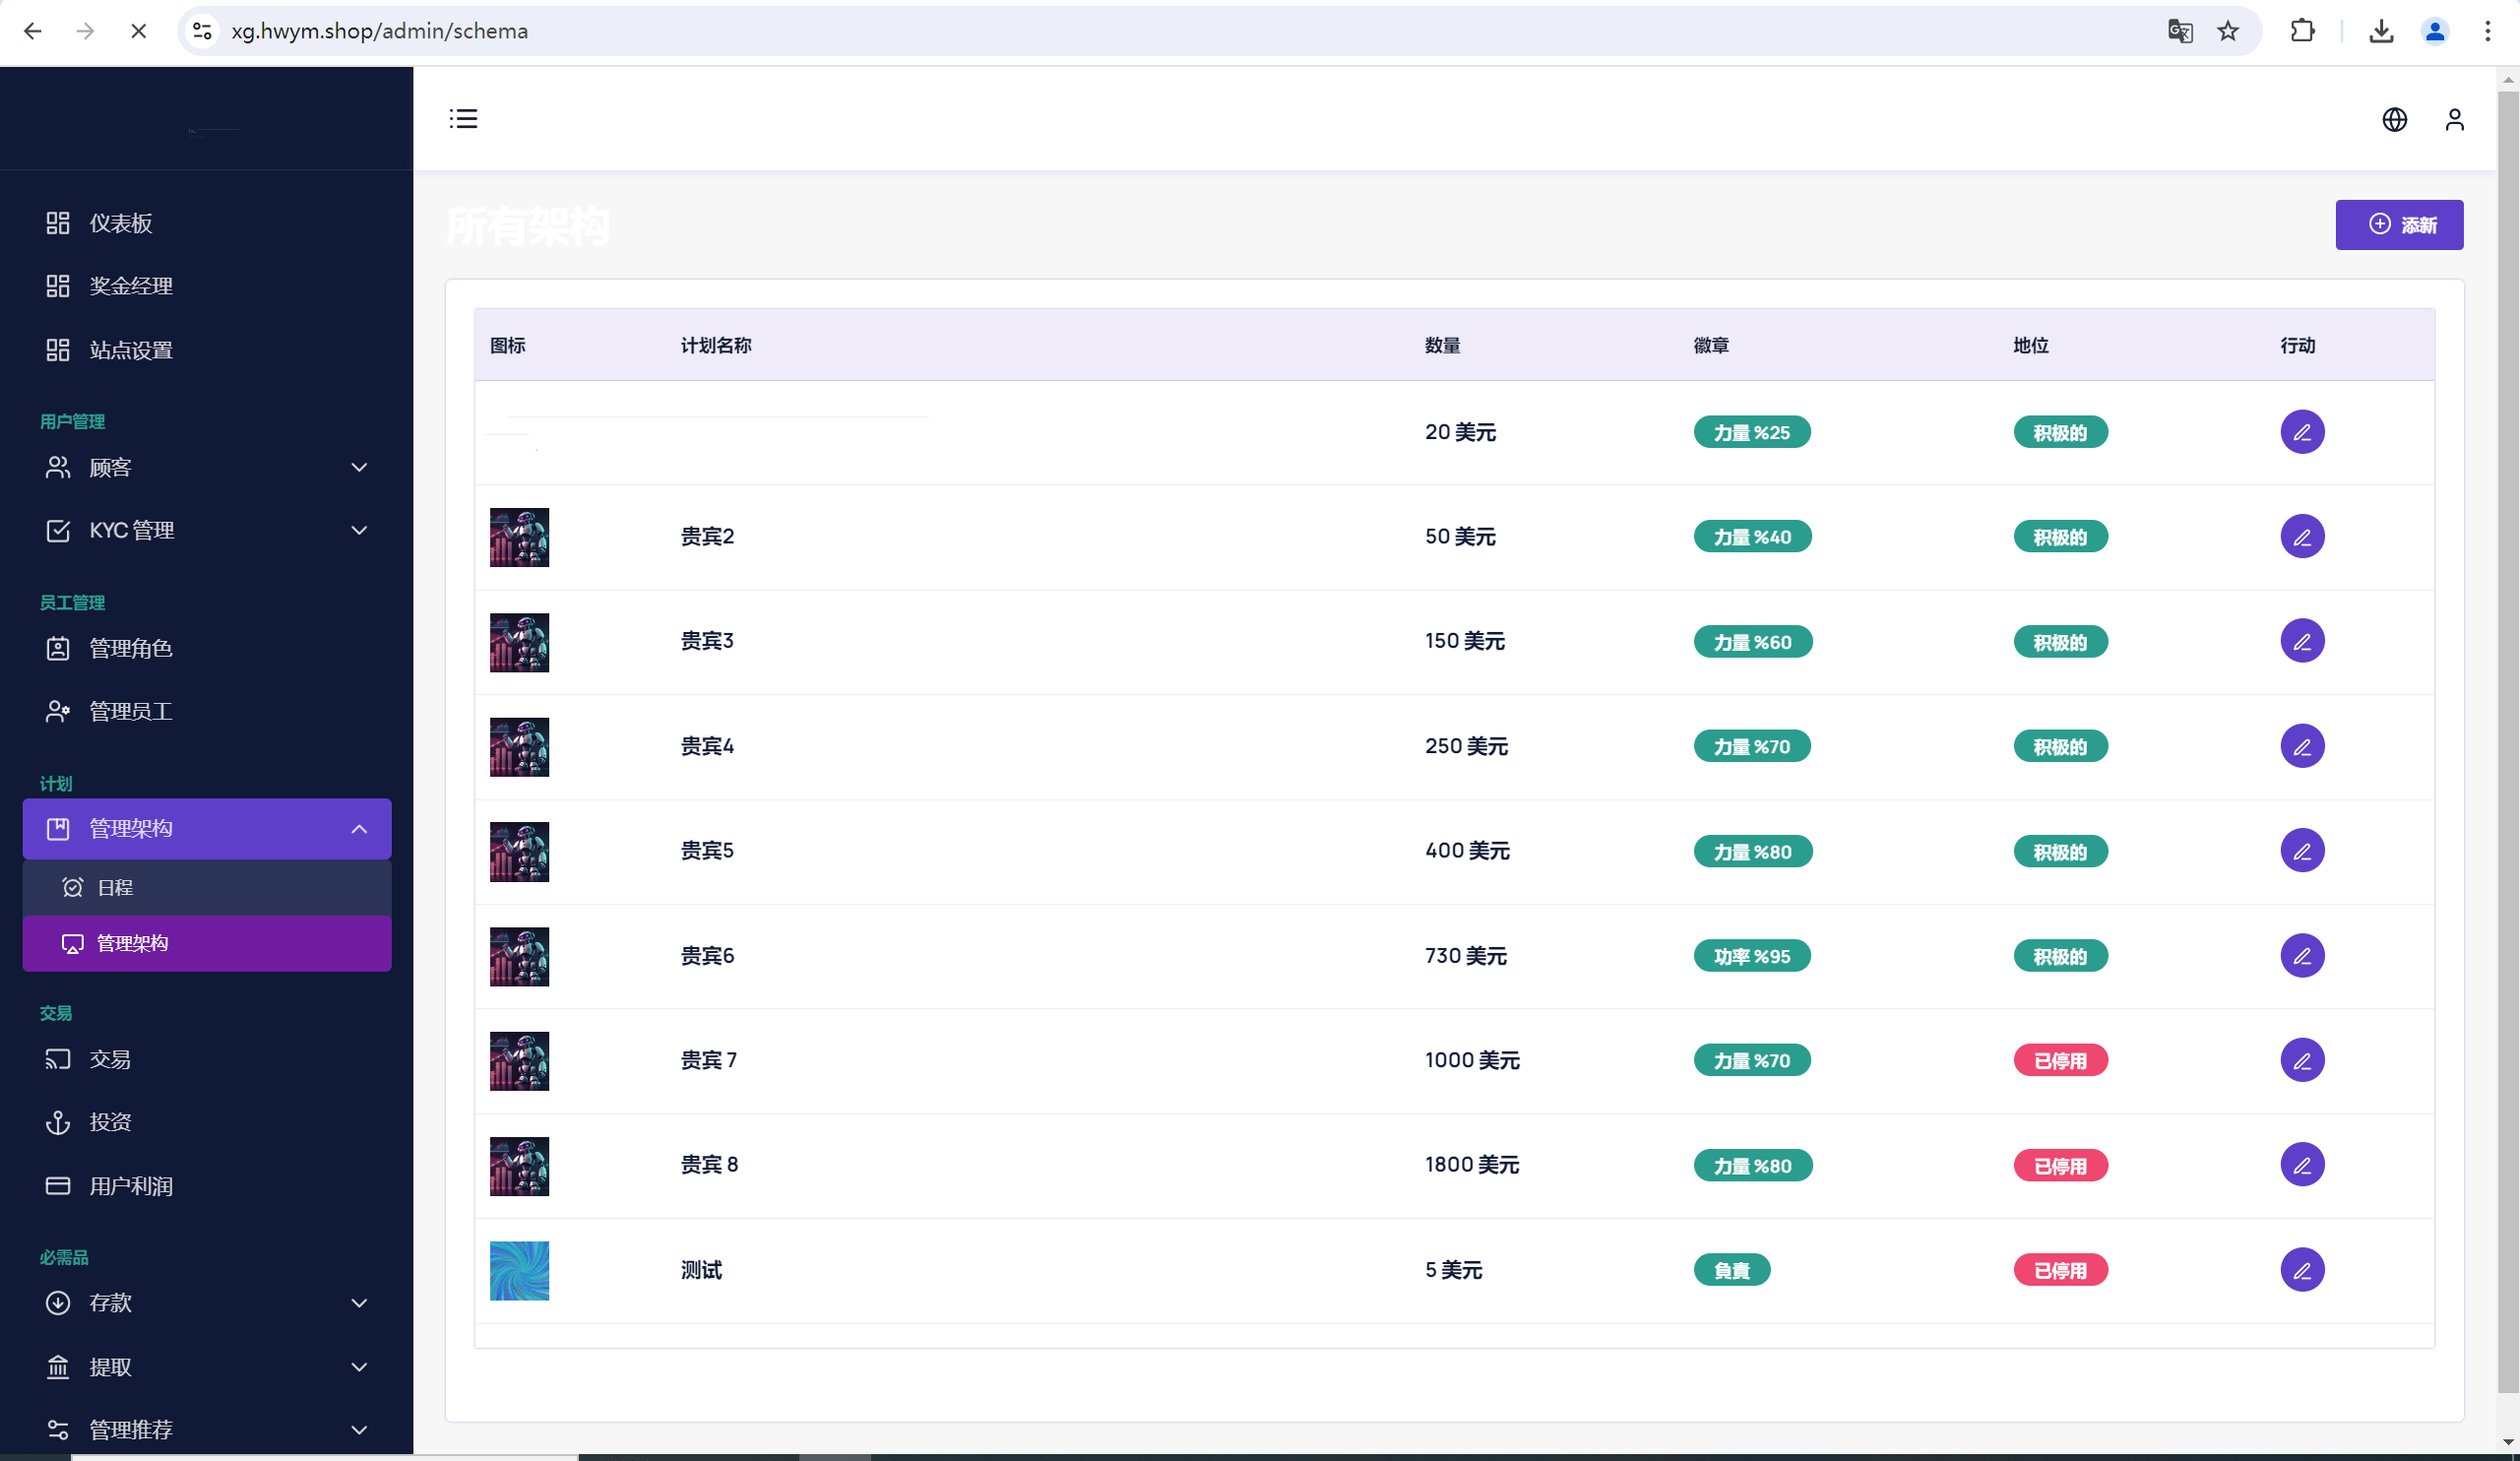 xg.hwym.shop/admin/schema
仪表板
奖金经理
站点设置
用户管理
顾客
KYC 管理
员工管理
管理角色
管理员工
计划
管理架构
日程
管理架构
交易
交易
投资
用户利润
必需品
存款
提取
管理推荐
所有架构
添新
图标 计划名称 数量 徽章 地位 行动
20 美元 力量 %25 积极的
贵宾2 50 美元 力量 %40 积极的
贵宾3 150 美元 力量 %60 积极的
贵宾4 250 美元 力量 %70 积极的
贵宾5 400 美元 力量 %80 积极的
贵宾6 730 美元 功率 %95 积极的
贵宾 7 1000 美元 力量 %70 已停用
贵宾 8 1800 美元 力量 %80 已停用
测试 5 美元 負責 已停用